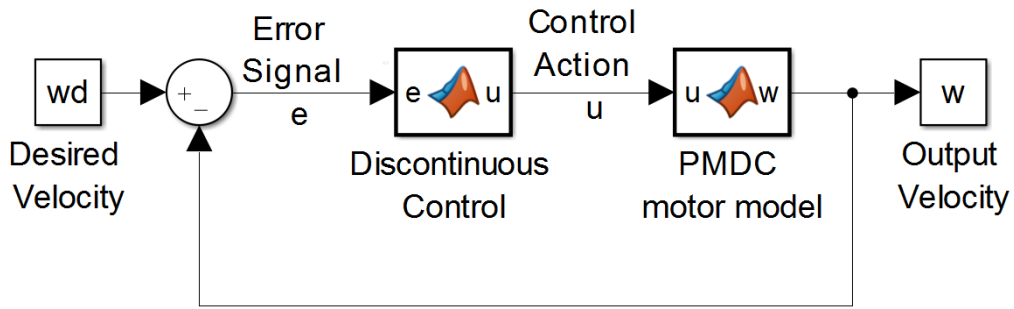 wd
Desired
Velocity
+
_
Error
Signal
e
e u
Discontinuous
Control
Control
Action
u
u w
PMDC
motor model
w
Output
Velocity